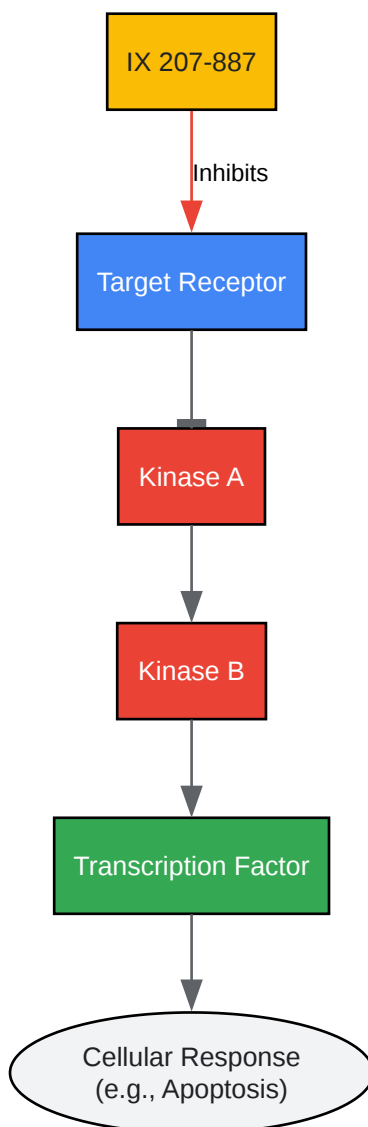 IX 207-887
Inhibits
Target Receptor
Kinase A
Kinase B
Transcription Factor
Cellular Response
(e.g., Apoptosis)